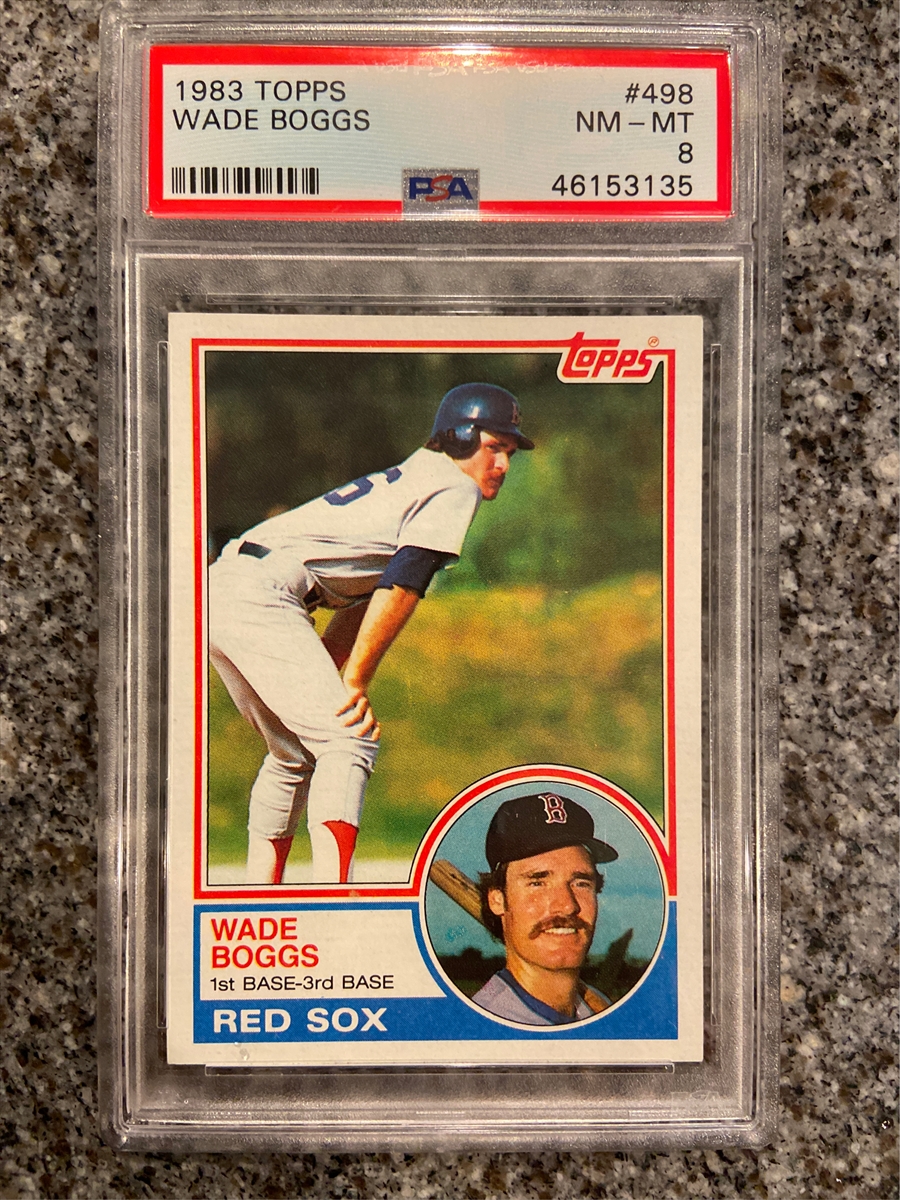 1983 TOPPS #498
WADE BOGGS NM – MT
8
PSA 46153135
TOPPS®
6
B
B
WADE
BOGGS
1st BASE-3rd BASE
RED SOX